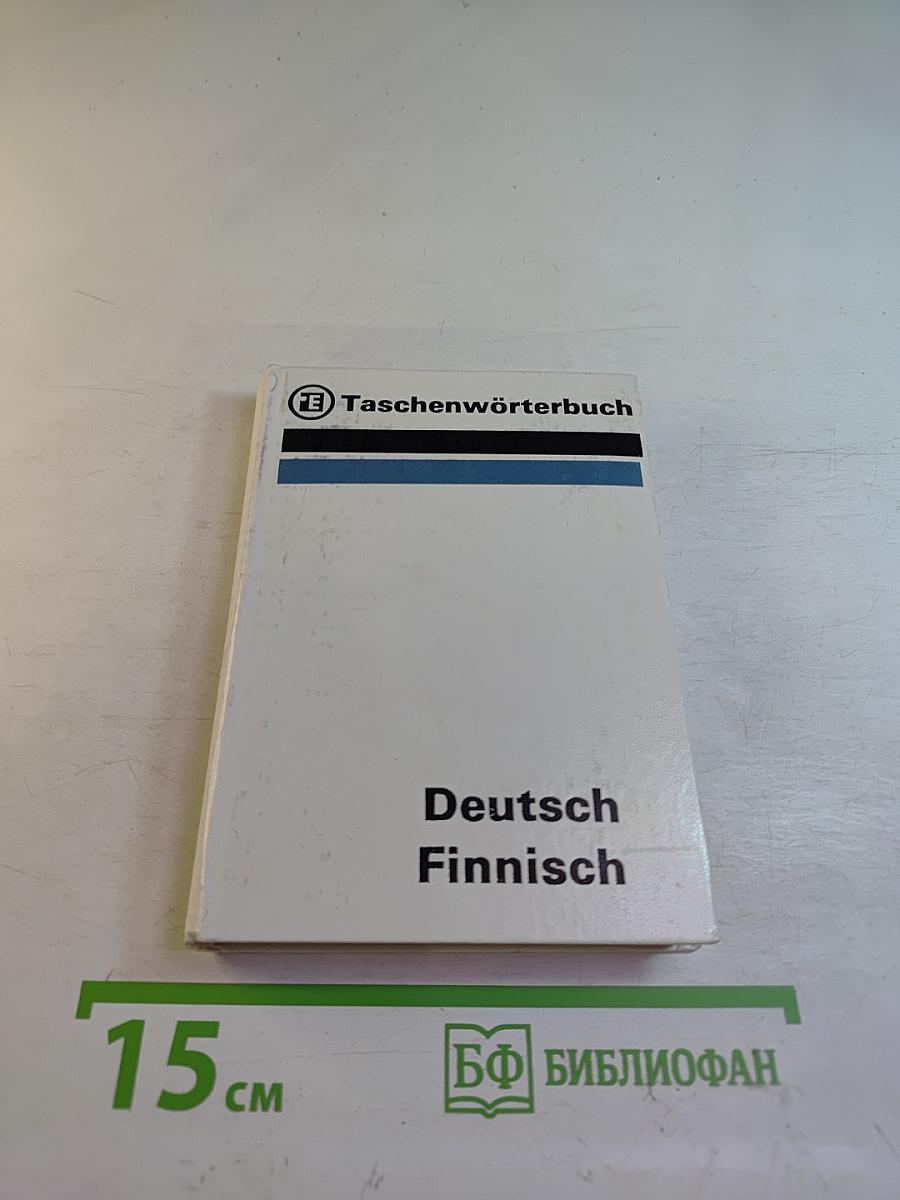 Taschenwörterbuch
Deutsch
Finnisch
15 см
БФ БИБЛИОФАН